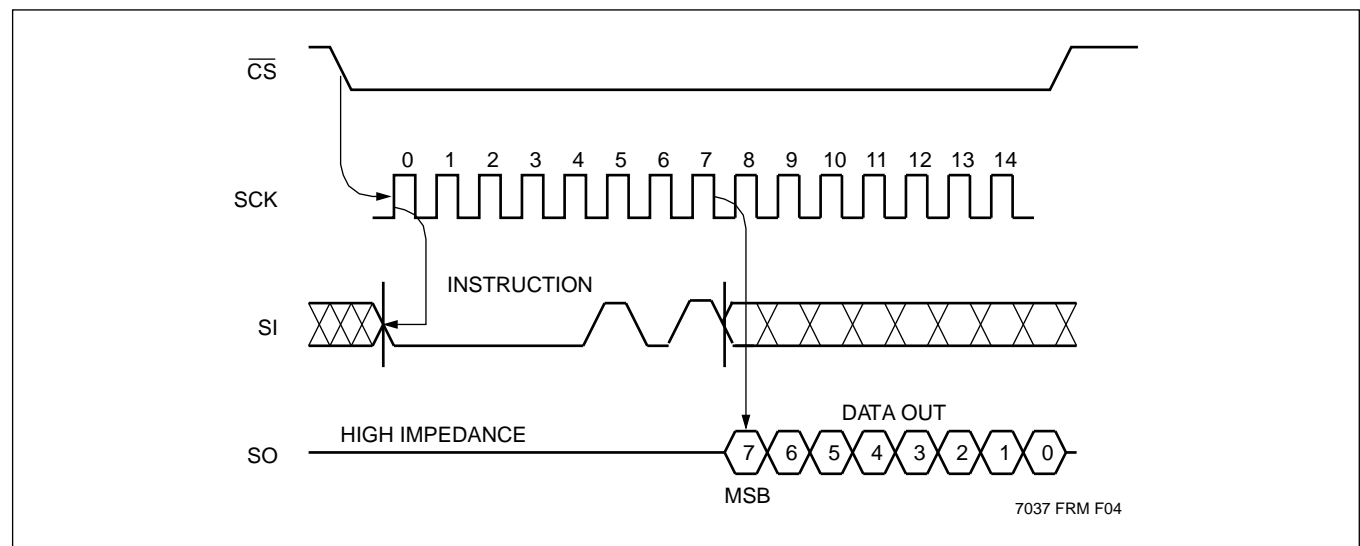 C̅S̅
0 1 2 3 4 5 6 7 8 9 10 11 12 13 14
SCK
INSTRUCTION
SI
DATA OUT
HIGH IMPEDANCE
SO
7 6 5 4 3 2 1 0
MSB
7037 FRM F04